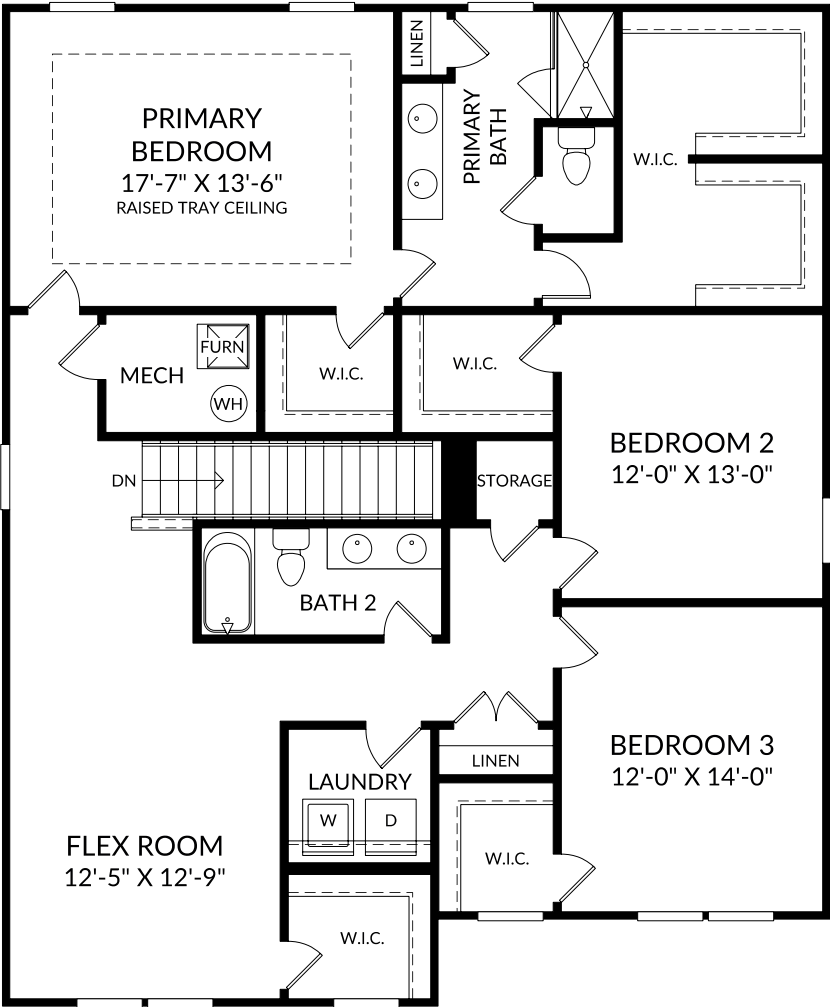 LINEN
PRIMARY
BATH
PRIMARY
BEDROOM
17'-7" X 13'-6"
RAISED TRAY CEILING
W.I.C.
FURN
MECH
WH
W.I.C.
W.I.C.
BEDROOM 2
12'-0" X 13'-0"
DN
STORAGE
BATH 2
BEDROOM 3
12'-0" X 14'-0"
LINEN
LAUNDRY
W
D
FLEX ROOM
12'-5" X 12'-9"
W.I.C.
W.I.C.